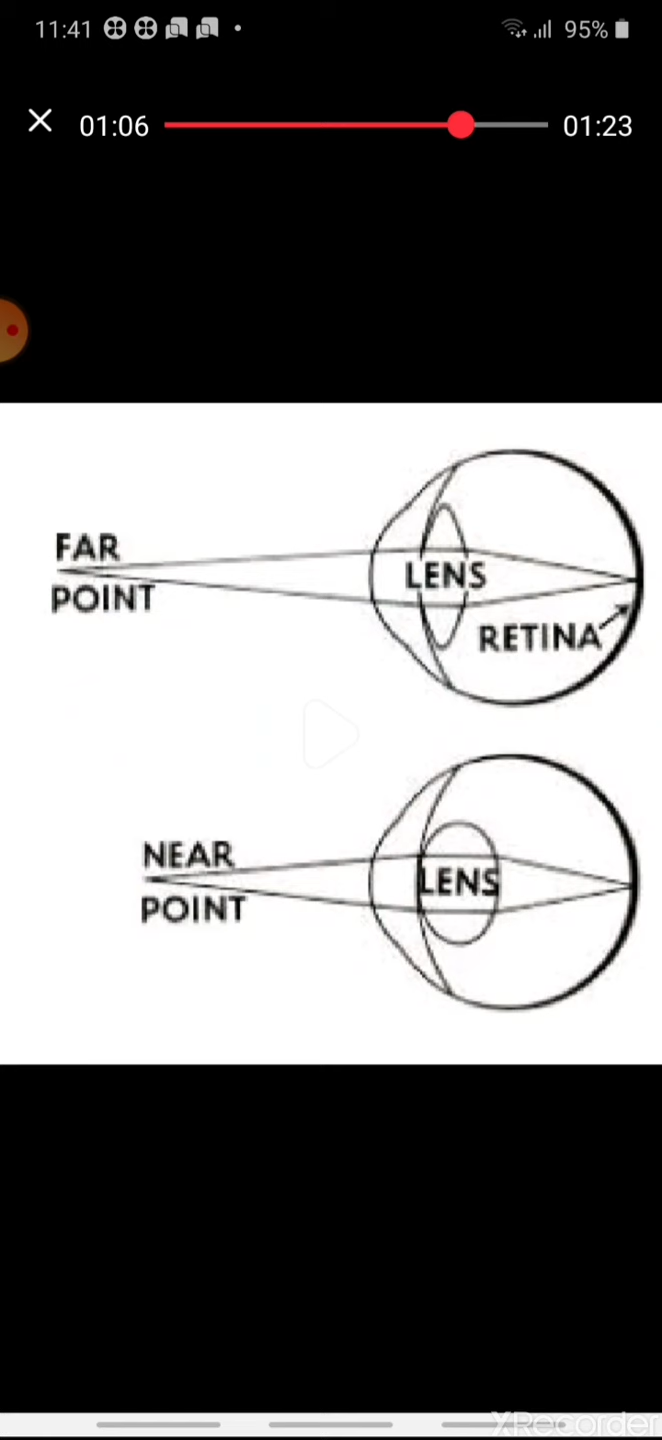 11:41
95%
01:06
01:23
FAR
POINT
LENS
RETINA
NEAR
POINT
LENS
XRecorder